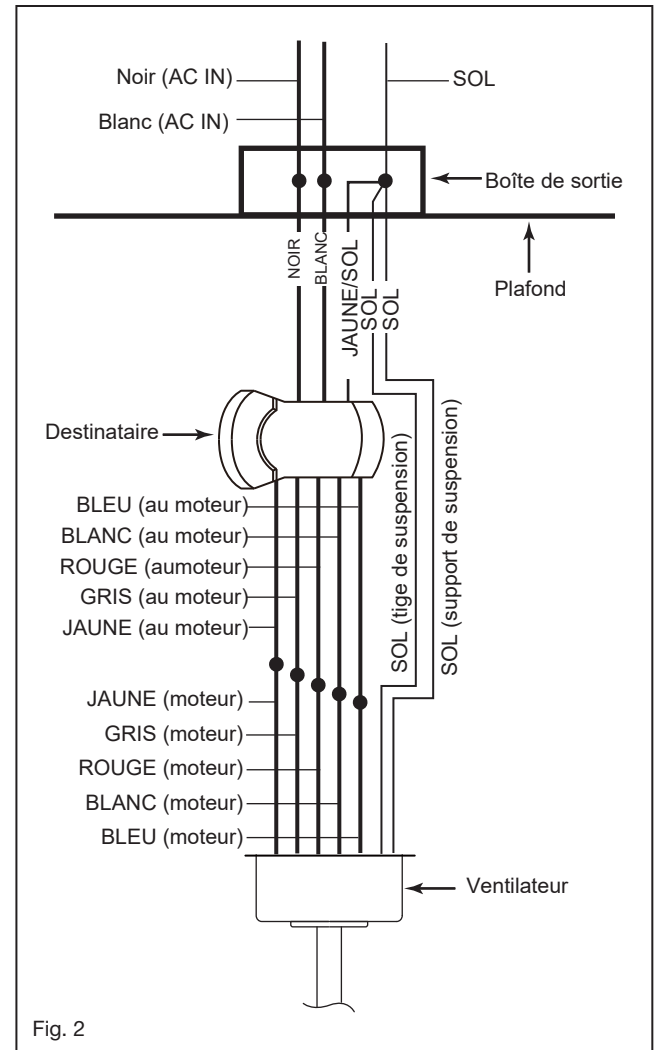 Noir (AC IN)
SOL
Blanc (AC IN)
Boîte de sortie
Plafond
NOIR
BLANC
JAUNE/SOL
SOL
SOL
Destinataire
SOL (tige de suspension)
SOL (support de suspension)
BLEU (au moteur)
BLANC (au moteur)
ROUGE (aumoteur)
GRIS (au moteur)
JAUNE (au moteur)
JAUNE (moteur)
GRIS (moteur)
ROUGE (moteur)
BLANC (moteur)
BLEU (moteur)
Ventilateur
Fig. 2